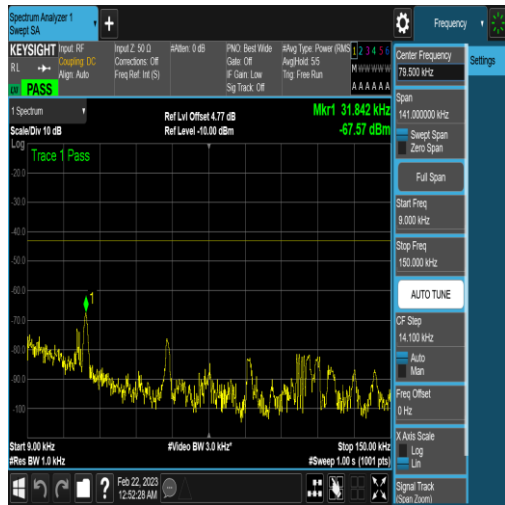 Spectrum Analyzer 1
Swept SA
+
Frequency
KEYSIGHT
Input: RF
Coupling: DC
Align: Auto
Input Z: 50 Ω
Corrections: Off
Freq Ref: Int (S)
#Atten: 0 dB
PNO: Best Wide
Gate: Off
IF Gain: Low
Sig Track: Off
#Avg Type: Power (RMS
Avg|Hold: 5/5
Trig: Free Run
1 2 3 4 5 6
M W W W W W
A A A A A A
R L
PASS
1 Spectrum
Scale/Div 10 dB
Ref Lvl Offset 4.77 dB
Ref Level -10.00 dBm
Mkr1 31.842 kHz
-67.57 dBm
Log
Trace 1 Pass
-20.0
-30.0
-40.0
-50.0
-60.0
-70.0
-80.0
-90.0
-100
1
Start 9.00 kHz
#Res BW 1.0 kHz
#Video BW 3.0 kHz*
Stop 150.00 kHz
#Sweep 1.00 s (1001 pts)
?
Feb 22, 2023
12:52:28 AM
Center Frequency
79.500 kHz
Settings
Span
141.000000 kHz
Swept Span
Zero Span
Full Span
Start Freq
9.000 kHz
Stop Freq
150.000 kHz
AUTO TUNE
CF Step
14.100 kHz
Auto
Man
Freq Offset
0 Hz
X Axis Scale
Log
Lin
Signal Track
(Span Zoom)